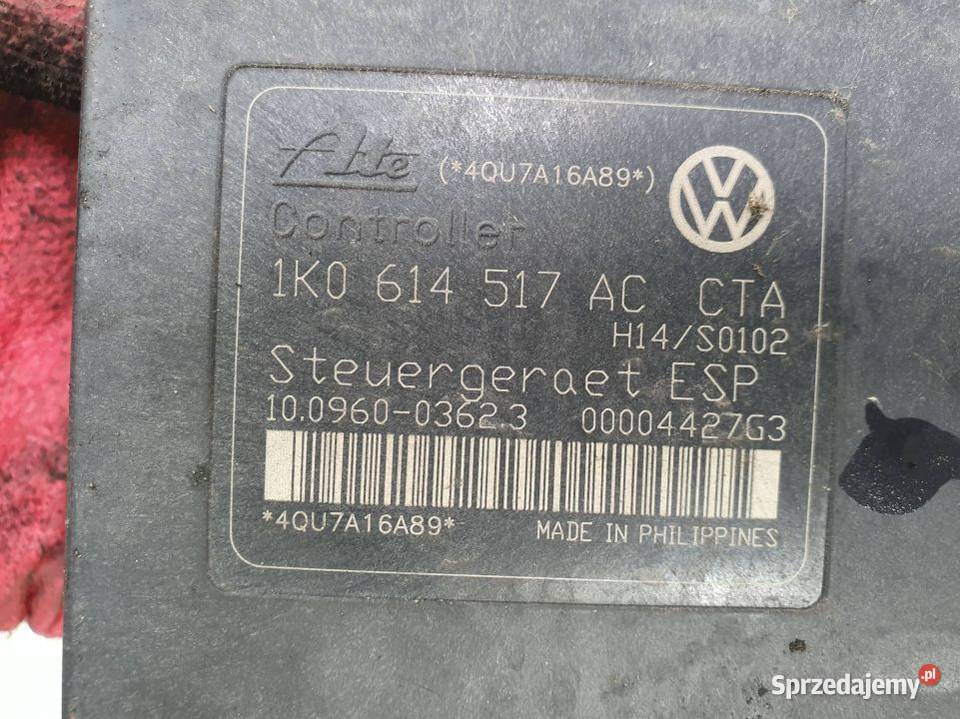 Ate (*4QU7A16A89*)
Controller
1K0 614 517 AC CTA
H14/S0102
Steuergeraet ESP
10.0960-0362.3 00004427G3
*4QU7A16A89* MADE IN PHILIPPINES
Sprzedajemy.pl